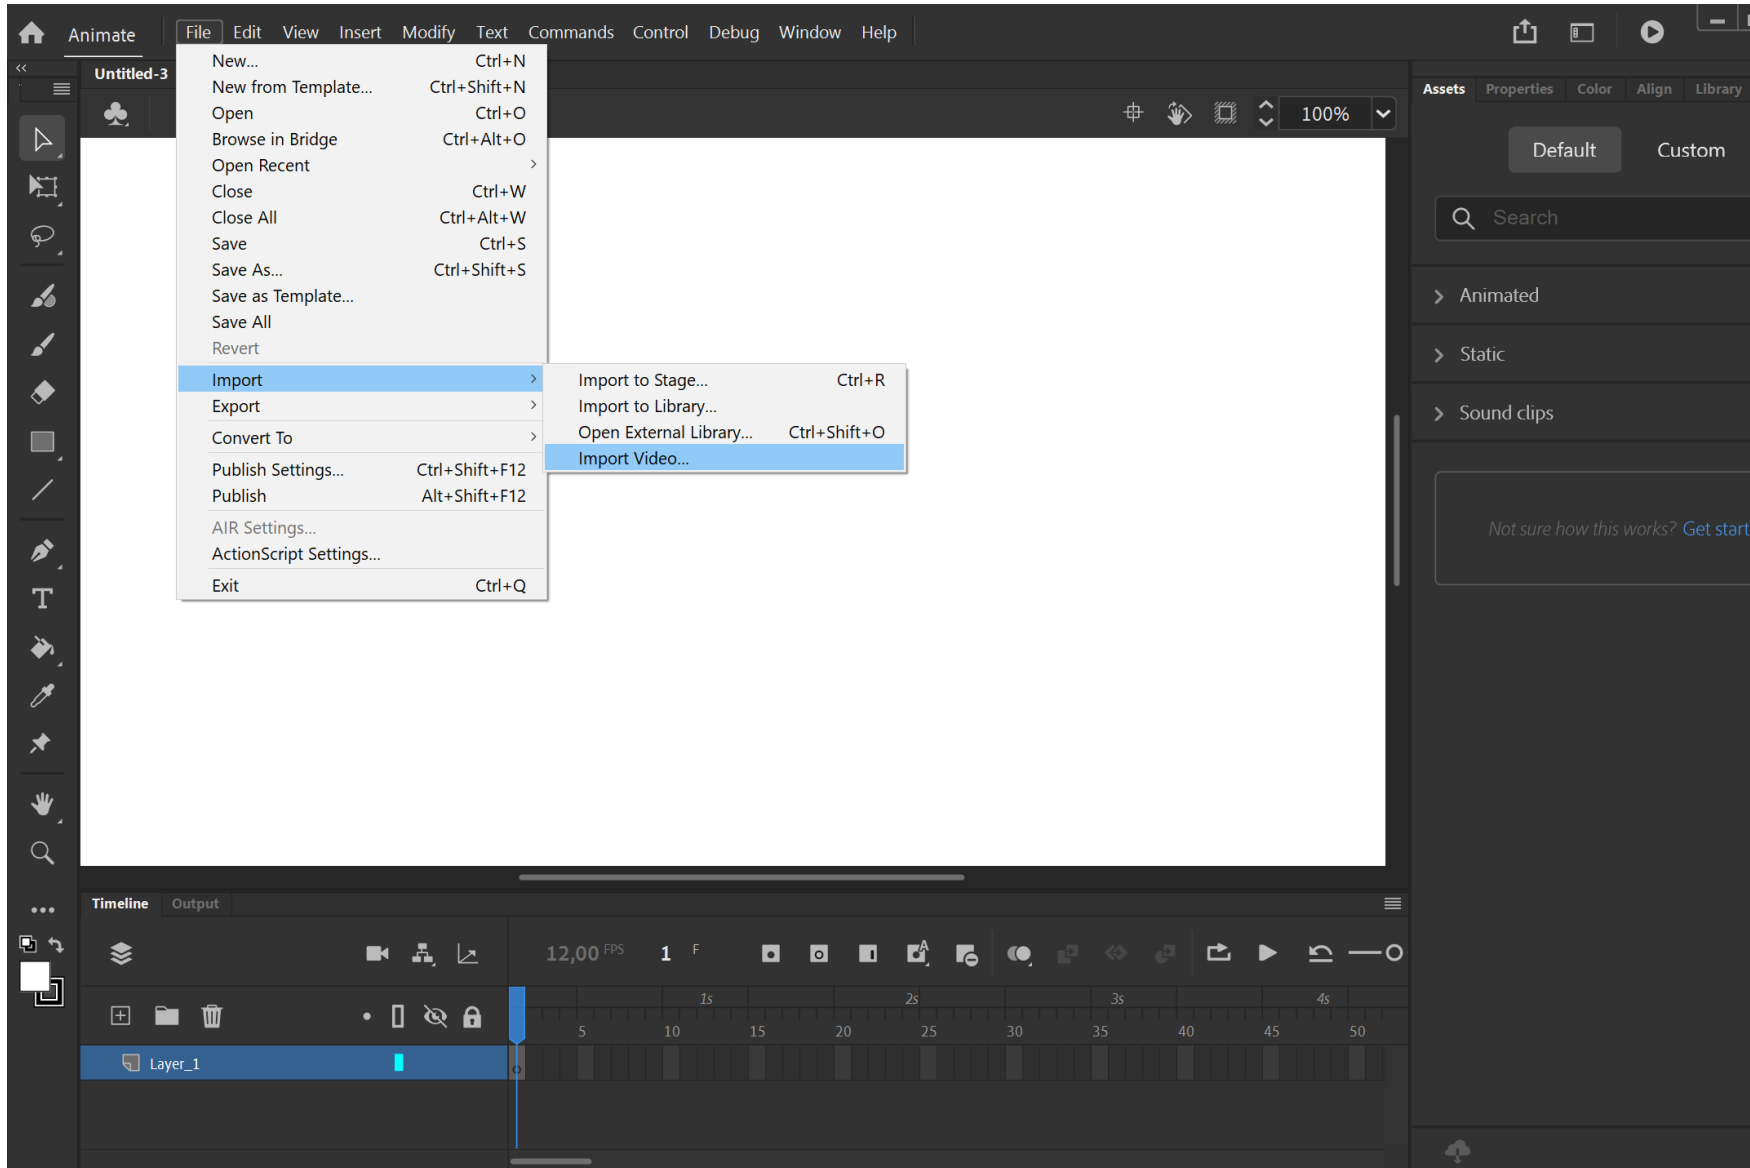 Animate File Edit View Insert Modify Text Commands Control Debug Window Help
Untitled-3
New... Ctrl+N
New from Template... Ctrl+Shift+N
Open Ctrl+O
Browse in Bridge Ctrl+Alt+O
Open Recent
Close Ctrl+W
Close All Ctrl+Alt+W
Save Ctrl+S
Save As... Ctrl+Shift+S
Save as Template...
Save All
Revert
Import
Export
Convert To
Publish Settings... Ctrl+Shift+F12
Publish Alt+Shift+F12
AIR Settings...
ActionScript Settings...
Exit Ctrl+Q
Import to Stage... Ctrl+R
Import to Library...
Open External Library... Ctrl+Shift+O
Import Video...
100%
Assets Properties Color Align Library
Default Custom
Search
Animated
Static
Sound clips
Not sure how this works? Get start
Timeline Output
12,00 FPS 1 F
1s 2s 3s 4s
5 10 15 20 25 30 35 40 45 50
Layer_1